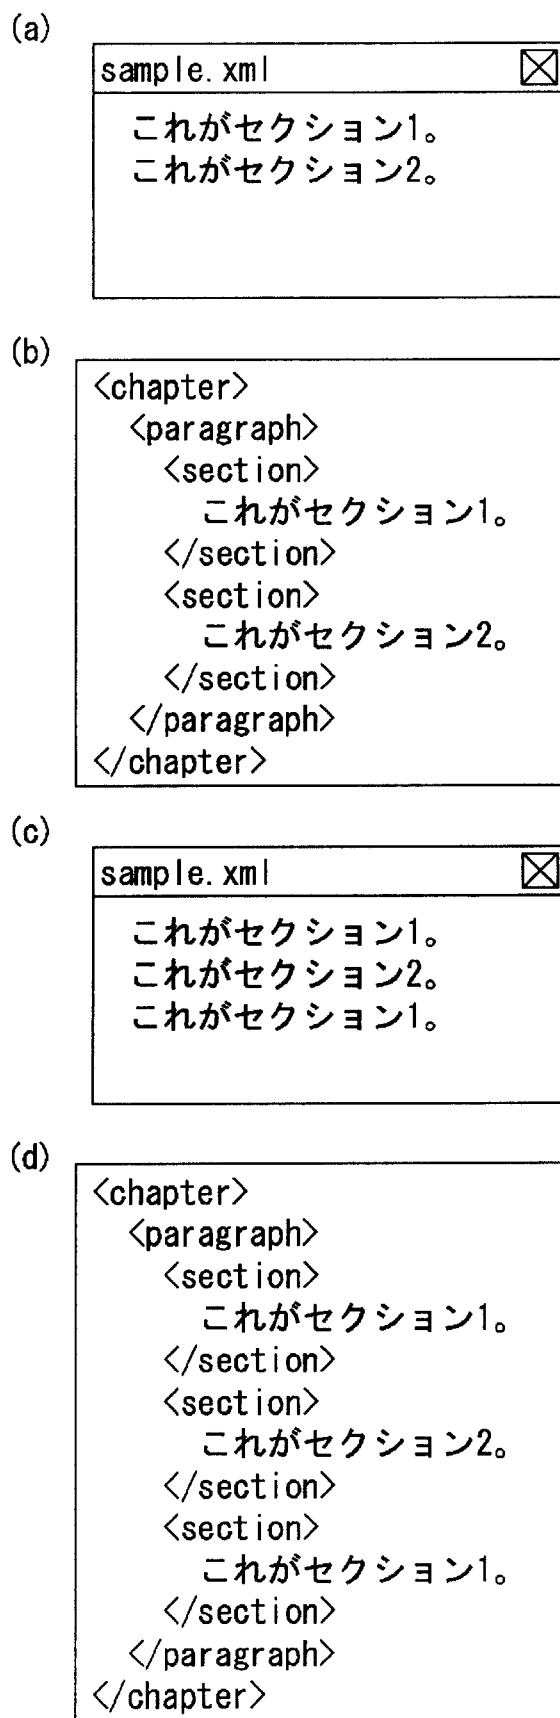 (a)
sample.xml
これがセクション1。
これがセクション2。
(b)
<chapter>
<paragraph>
<section>
これがセクション1。
</section>
<section>
これがセクション2。
</section>
</paragraph>
</chapter>
(c)
sample.xml
これがセクション1。
これがセクション2。
これがセクション1。
(d)
<chapter>
<paragraph>
<section>
これがセクション1。
</section>
<section>
これがセクション2。
</section>
<section>
これがセクション1。
</section>
</paragraph>
</chapter>